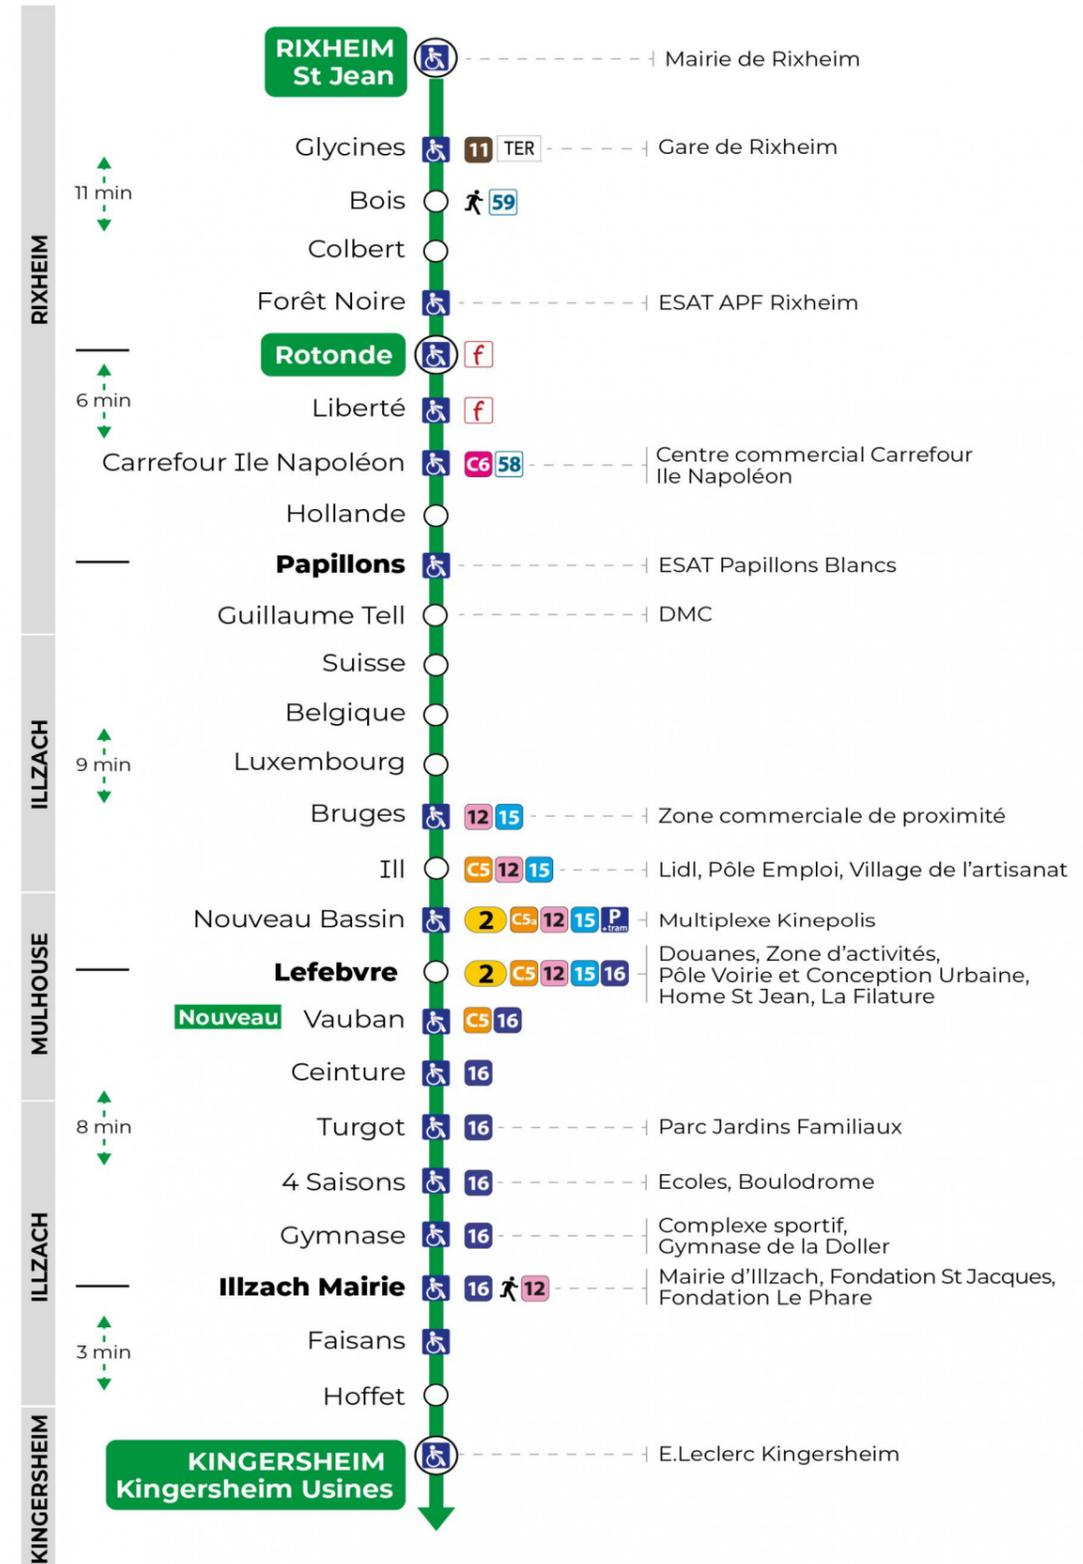 RIXHEIM
St Jean
Mairie de Rixheim
Glycines 11 TER Gare de Rixheim
11 min
Bois 59
Colbert
RIXHEIM
Forêt Noire ESAT APF Rixheim
Rotonde f
6 min
Liberté f
Carrefour Ile Napoléon C6 58 Centre commercial Carrefour
Ile Napoléon
Hollande
Papillons ESAT Papillons Blancs
Guillaume Tell DMC
Suisse
Belgique
ILLZACH
9 min
Luxembourg
Bruges 12 15 Zone commerciale de proximité
Ill C5 12 15 Lidl, Pôle Emploi, Village de l'artisanat
Nouveau Bassin 2 C5a 12 15 P+tram Multiplexe Kinepolis
MULHOUSE
Lefebvre 2 C5 12 15 16 Douanes, Zone d'activités,
Pôle Voirie et Conception Urbaine,
Home St Jean, La Filature
Nouveau Vauban C5 16
Ceinture 16
8 min
Turgot 16 Parc Jardins Familiaux
4 Saisons 16 Ecoles, Boulodrome
ILLZACH
Gymnase 16 Complexe sportif,
Gymnase de la Doller
Illzach Mairie 16 12 Mairie d'Illzach, Fondation St Jacques,
Fondation Le Phare
Faisans
3 min
Hoffet
KINGERSHEIM
KINGERSHEIM
Kingersheim Usines
E.Leclerc Kingersheim